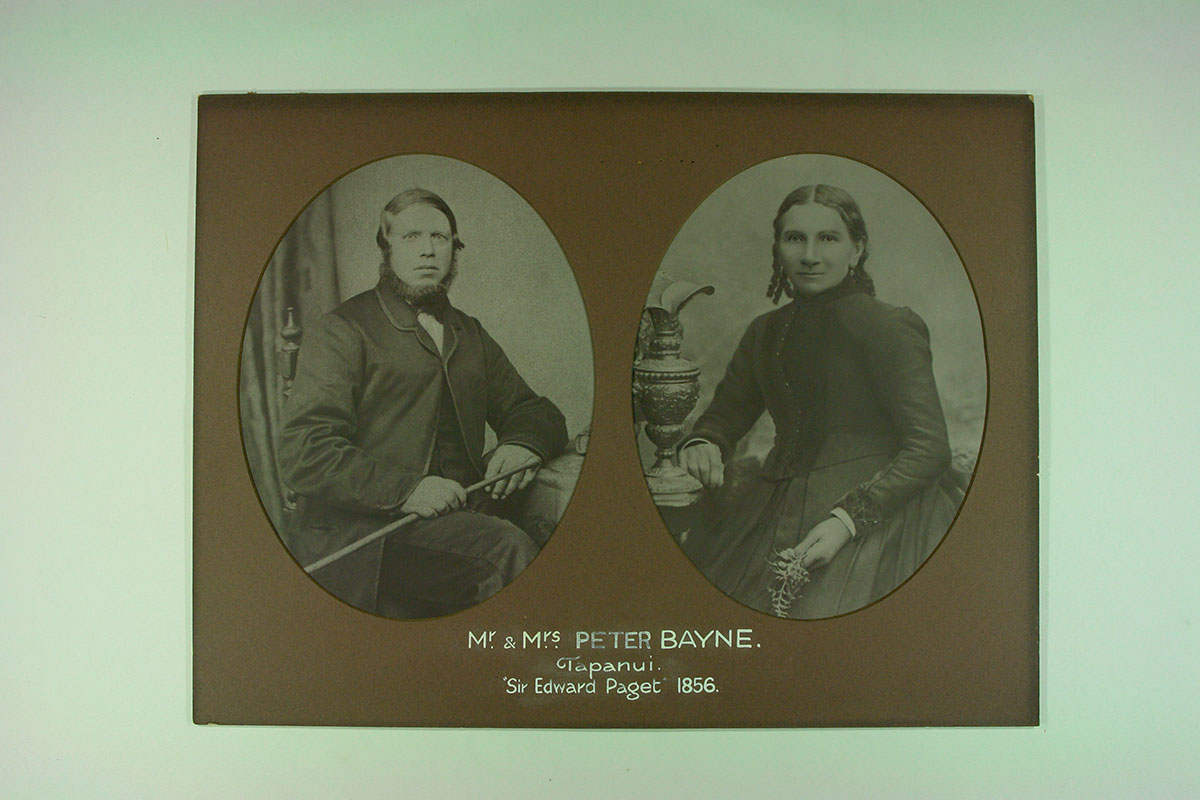 Mr. & Mrs. PETER BAYNE.
Tapanui.
"Sir Edward Paget" 1856.